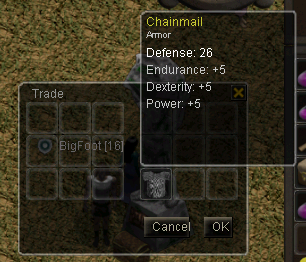 Chainmail
Armor
Defense: 26
Endurance: +5
Dexterity: +5
Power: +5
Trade
BigFoot [16]
Cancel
OK